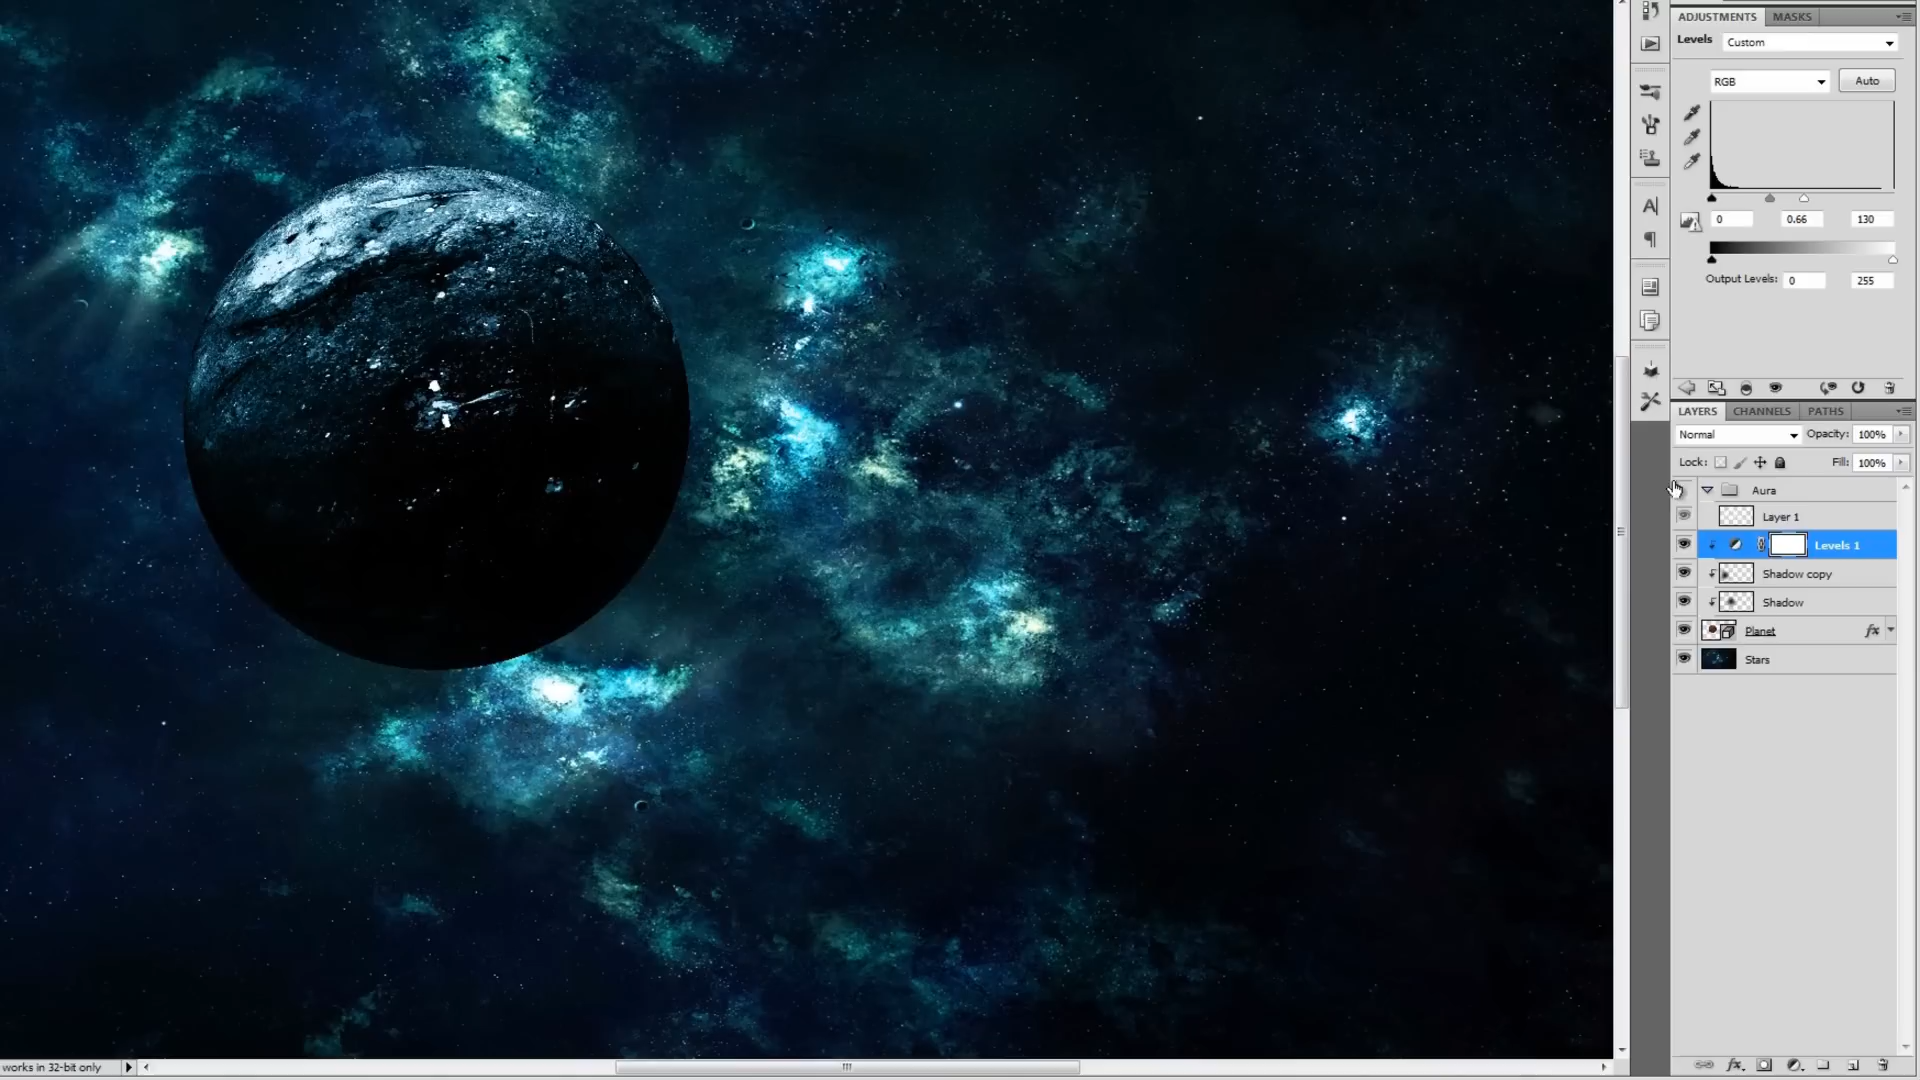 ADJUSTMENTS MASKS
Levels Custom
RGB Auto
0 0.66 130
Output Levels: 0 255
LAYERS CHANNELS PATHS
Normal Opacity: 100%
Lock: Fill: 100%
Aura
Layer 1
Levels 1
Shadow copy
Shadow
Planet fx
Stars
works in 32-bit only